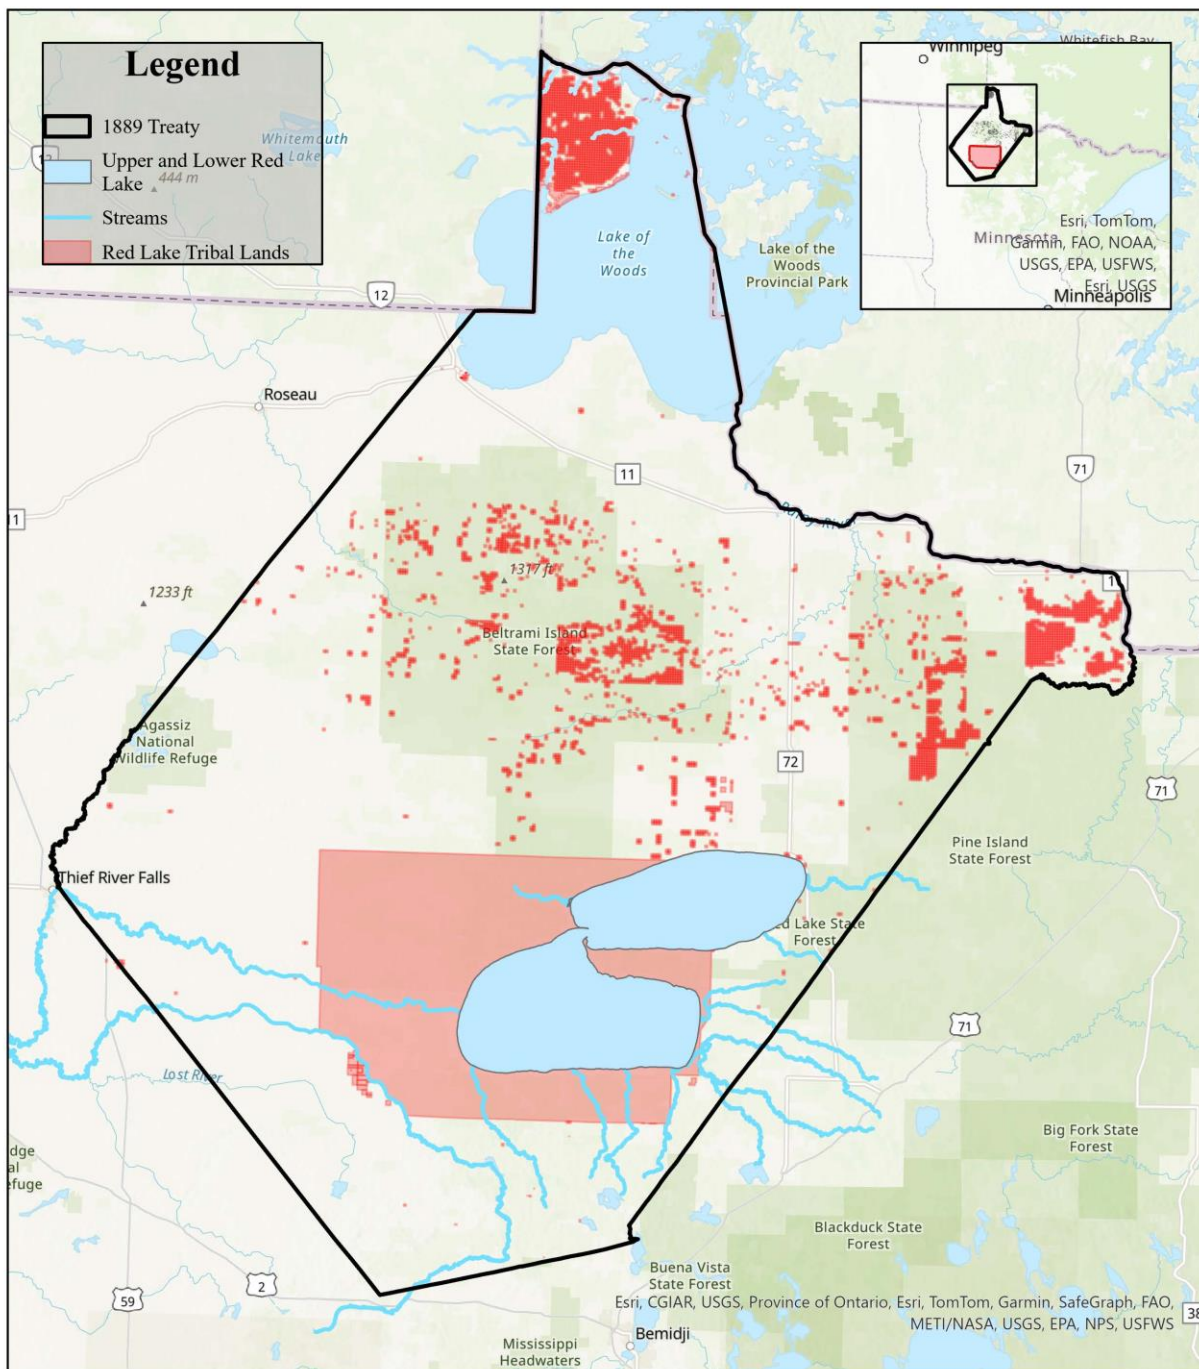 Legend
1889 Treaty
Upper and Lower Red
Lake
Streams
Red Lake Tribal Lands
Whitemouth
Lake
444 m
12
Winnipeg
Whitefish Bay
Minnesota
Minneapolis
Esri, TomTom,
Garmin, FAO, NOAA,
USGS, EPA, USFWS,
Esri, USGS
Lake of
the
Woods
Lake of the
Woods
Provincial Park
12
Roseau
11
71
11
Rainy River
1317 ft
1233 ft
Beltrami Island
State Forest
Agassiz
National
Wildlife Refuge
72
71
Pine Island
State Forest
Thief River Falls
Lake State
Forest
71
Lost River
Big Fork State
Forest
Blackduck State
Forest
Buena Vista
State Forest
2
59
Esri, CGIAR, USGS, Province of Ontario, Esri, TomTom, Garmin, SafeGraph, FAO,
METI/NASA, USGS, EPA, NPS, USFWS
38
Bemidji
Mississippi
Headwaters